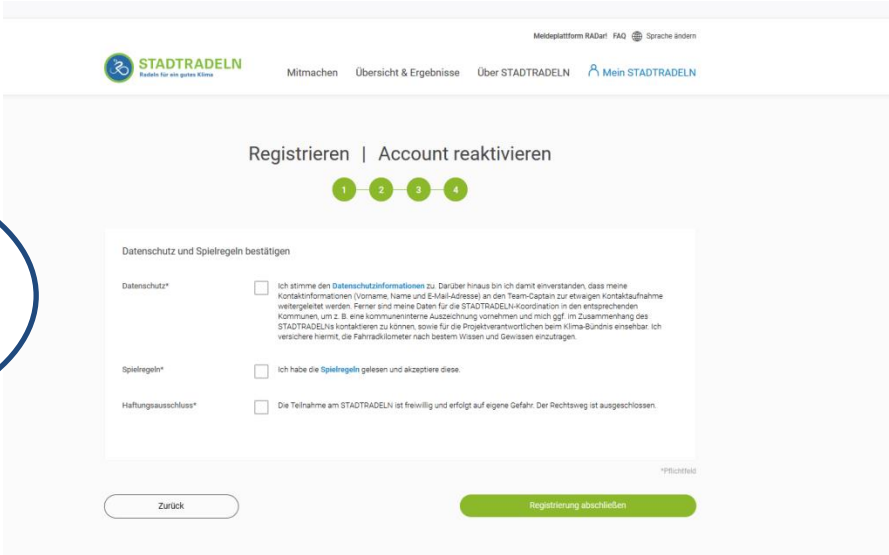 Meldeplattform RADar! FAQ Sprache ändern
STADTRADELN
Radeln für ein gutes Klima
Mitmachen Übersicht & Ergebnisse Über STADTRADELN Mein STADTRADELN
Registrieren | Account reaktivieren
1 2 3 4
Datenschutz und Spielregeln bestätigen
Datenschutz* Ich stimme den Datenschutzinformationen zu. Darüber hinaus bin ich damit einverstanden, dass meine
Kontaktinformationen (Vorname, Name und E-Mail-Adresse) an den Team-Captain zur etwaigen Kontaktaufnahme
weitergeleitet werden. Ferner sind meine Daten für die STADTRADELN-Koordination in den entsprechenden
Kommunen, um z. B. eine kommuneninterne Auszeichnung vornehmen und mich ggf. im Zusammenhang des
STADTRADELNs kontaktieren zu können, sowie für die Projektverantwortlichen beim Klima-Bündnis einsehbar. Ich
versichere hiermit, die Fahrradkilometer nach bestem Wissen und Gewissen einzutragen.
Spielregeln* Ich habe die Spielregeln gelesen und akzeptiere diese.
Haftungsausschluss* Die Teilnahme am STADTRADELN ist freiwillig und erfolgt auf eigene Gefahr. Der Rechtsweg ist ausgeschlossen.
*Pflichtfeld
Zurück Registrierung abschließen